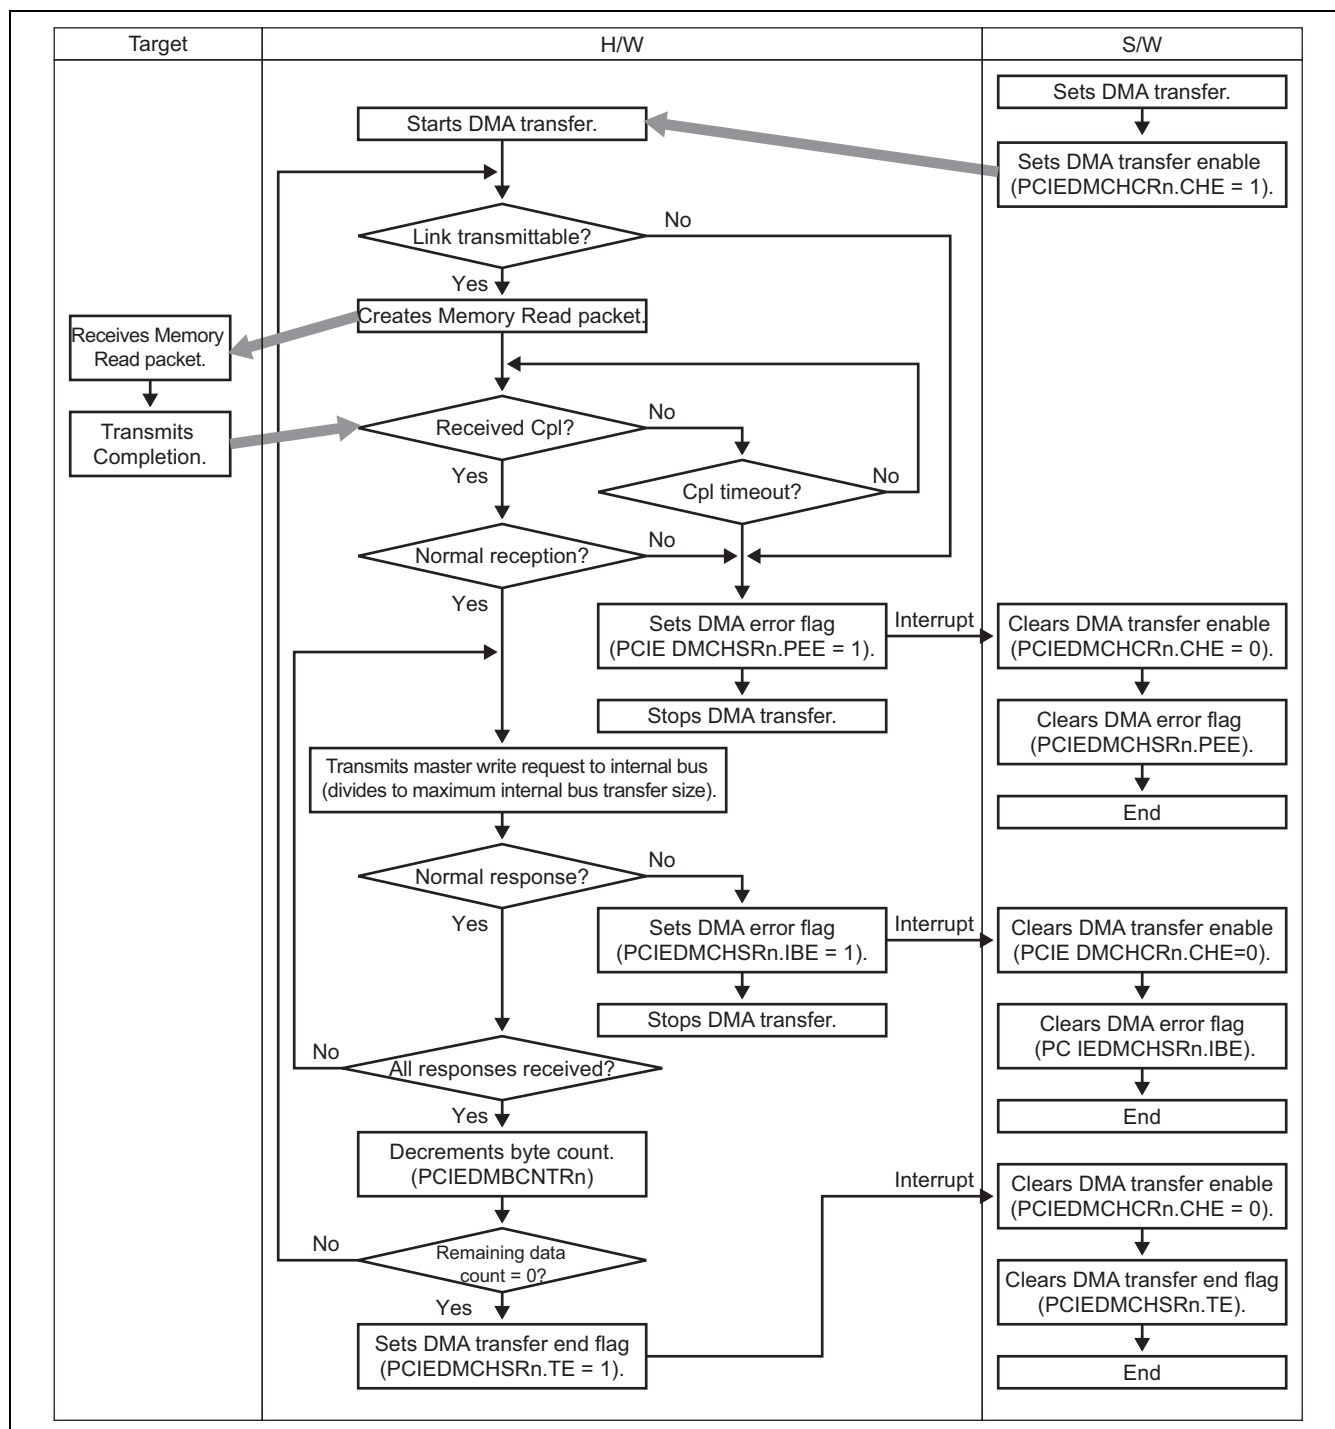 Target
H/W
S/W
Sets DMA transfer.
Starts DMA transfer.
Sets DMA transfer enable
(PCIEDMCHCRn.CHE = 1).
Link transmittable?
No
Yes
Creates Memory Read packet.
Receives Memory
Read packet.
Received Cpl?
No
Transmits
Completion.
Yes
Cpl timeout?
No
Normal reception?
No
Yes
Sets DMA error flag
(PCIE DMCHSRn.PEE = 1).
Interrupt
Clears DMA transfer enable
(PCIEDMCHCRn.CHE = 0).
Stops DMA transfer.
Clears DMA error flag
(PCIEDMCHSRn.PEE).
Transmits master write request to internal bus
(divides to maximum internal bus transfer size).
End
Normal response?
No
Yes
Sets DMA error flag
(PCIEDMCHSRn.IBE = 1).
Interrupt
Clears DMA transfer enable
(PCIE DMCHCRn.CHE=0).
Stops DMA transfer.
Clears DMA error flag
(PC IEDMCHSRn.IBE).
No
All responses received?
Yes
End
Decrements byte count.
(PCIEDMBCNTRn)
Interrupt
Clears DMA transfer enable
(PCIEDMCHCRn.CHE = 0).
No
Remaining data
count = 0?
Yes
Clears DMA transfer end flag
(PCIEDMCHSRn.TE).
Sets DMA transfer end flag
(PCIEDMCHSRn.TE = 1).
End